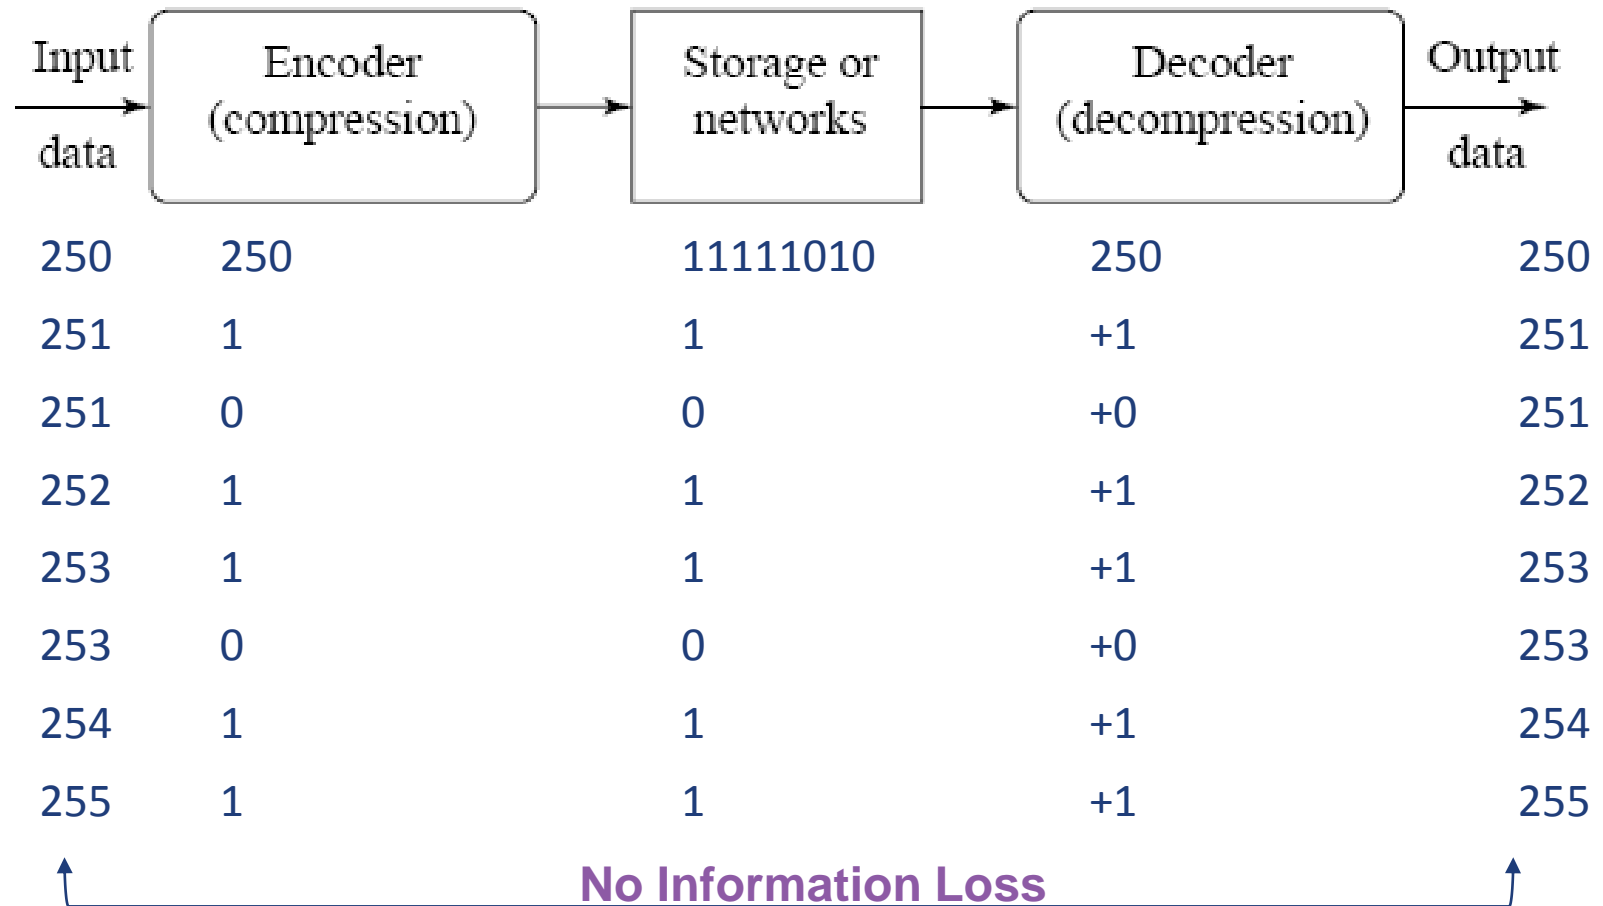 Input
data
Encoder
(compression)
Storage or
networks
Decoder
(decompression)
Output
data
250 250 11111010 250 250
251 1 1 +1 251
251 0 0 +0 251
252 1 1 +1 252
253 1 1 +1 253
253 0 0 +0 253
254 1 1 +1 254
255 1 1 +1 255
No Information Loss